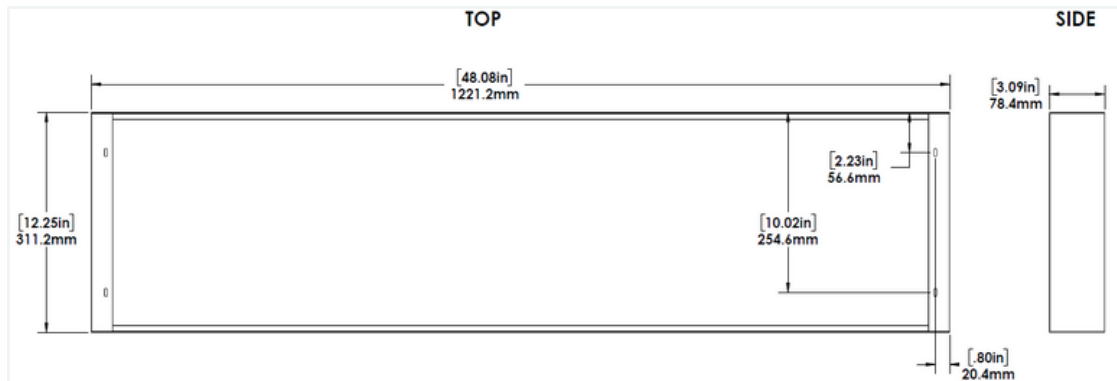 TOP
SIDE
[48.08in]
1221.2mm
[3.09in]
78.4mm
[2.23in]
56.6mm
[12.25in]
311.2mm
[10.02in]
254.6mm
[.80in]
20.4mm